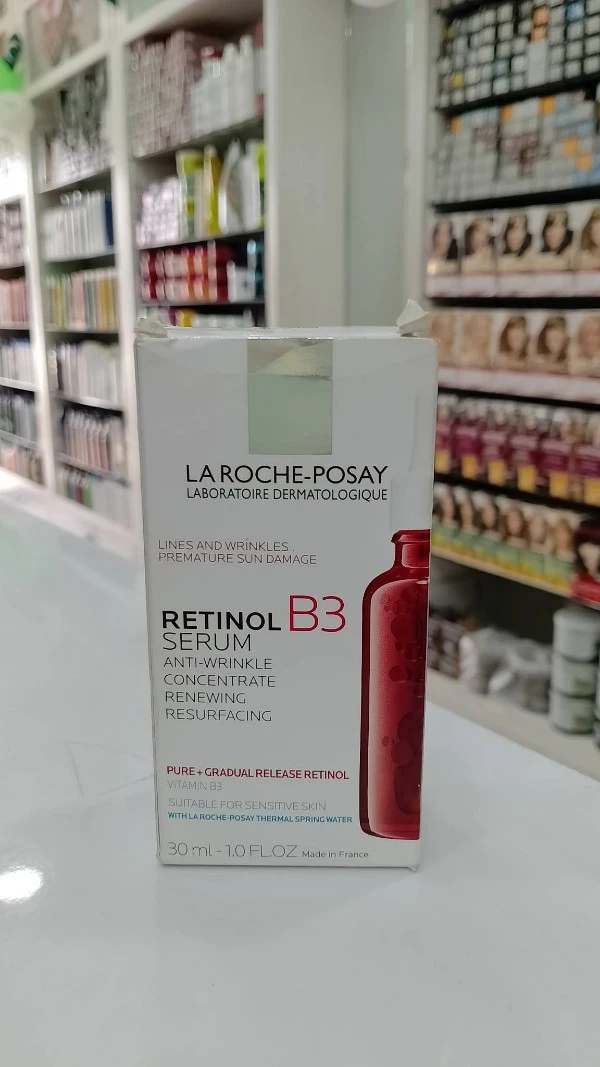 LA ROCHE-POSAY
LABORATOIRE DERMATOLOGIQUE
LINES AND WRINKLES
PREMATURE SUN DAMAGE
RETINOL B3
SERUM
ANTI-WRINKLE
CONCENTRATE
RENEWING
RESURFACING
PURE + GRADUAL RELEASE RETINOL
VITAMIN B3
SUITABLE FOR SENSITIVE SKIN
WITH LA ROCHE-POSAY THERMAL SPRING WATER
30 ml - 1.0 FL.OZ Made in France